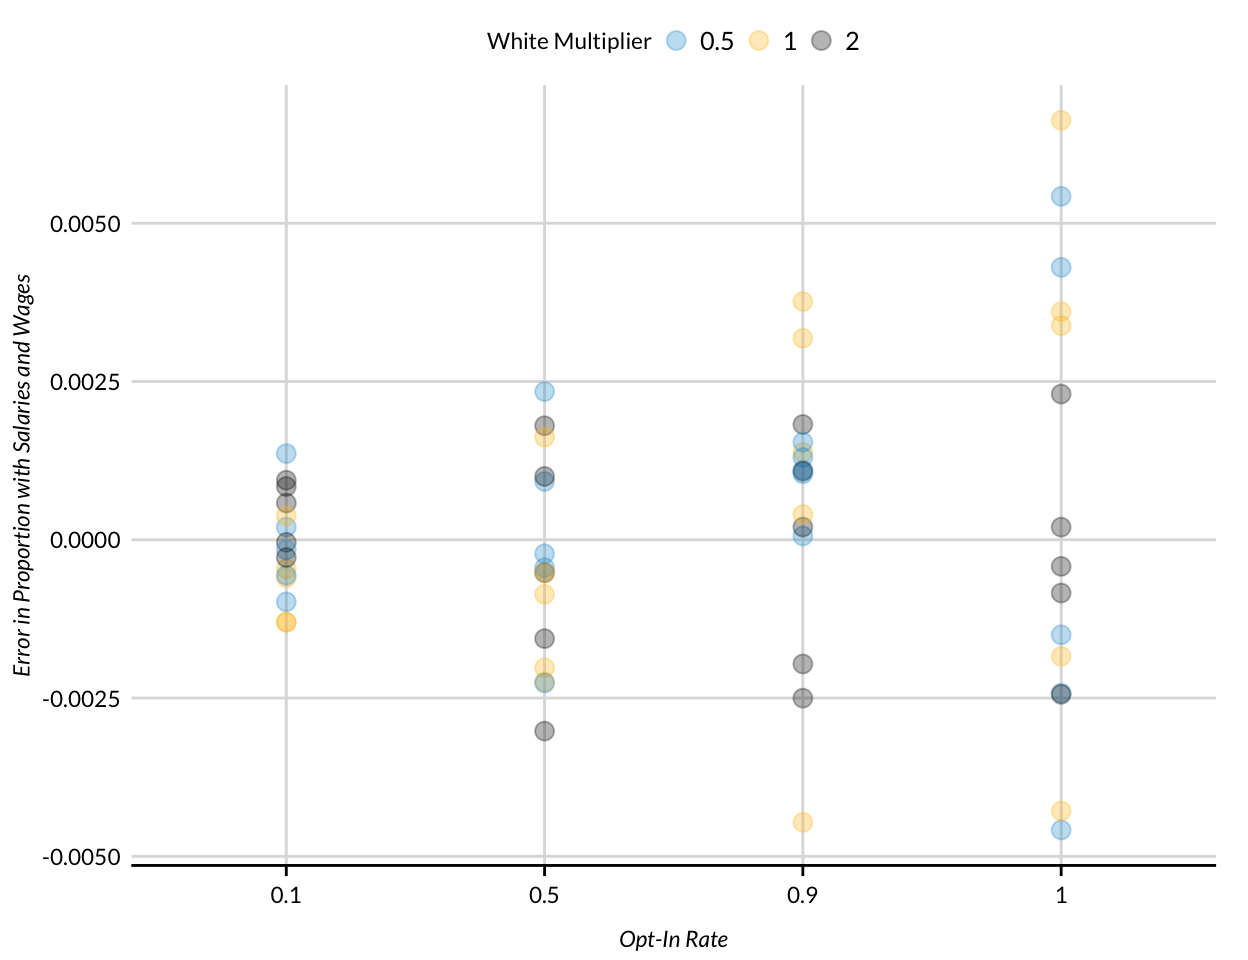 White Multiplier 0.5 1 2
Error in Proportion with Salaries and Wages
0.0050
0.0025
0.0000
-0.0025
-0.0050
0.1 0.5 0.9 1
Opt-In Rate